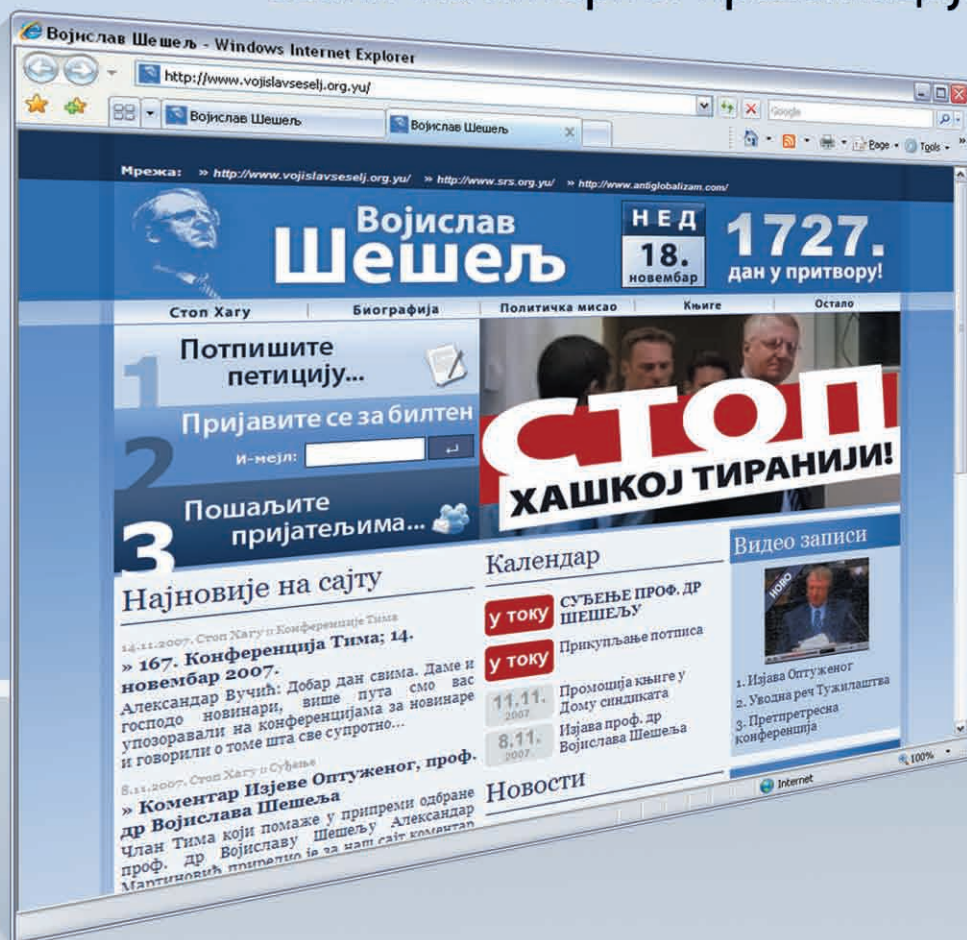 Војислав Шешељ - Windows Internet Explorer
http://www.vojislavseselj.org.yu/
Google
Војислав Шешељ
Војислав Шешељ
Page
Tools
Мрежа: » http://www.vojislavseselj.org.yu/ » http://www.srs.org.yu/ » http://www.antiglobalizam.com/
Војислав
Шешељ
НЕД
18.
новембар
1727.
дан у притвору!
Стоп Хагу
Биографија
Политичка мисао
Књиге
Остало
1 Потпишите
петицију...
2 Пријавите се за билтен
И-мејл:
3 Пошаљите
пријатељима...
СТОП
ХАШКОЈ ТИРАНИЈИ!
Најновије на сајту
14.11.2007. Стоп Хагу :: Конференције Тима
» 167. Конференција Тима; 14.
новембар 2007.
Александар Вучић: Добар дан свима. Даме и
господо новинари, више пута смо вас
упозоравали на конференцијама за новинаре
и говорили о томе шта све супротно...
8.11.2007. Стоп Хагу :: Суђење
» Коментар Изјеве Оптуженог, проф.
др Војислава Шешеља
Члан Тима који помаже у припреми одбране
проф. др Војиславу Шешељу Александар
Мартиновић приредио је за наш сајт коментар
Календар
у току
СУЂЕЊЕ ПРОФ. ДР
ШЕШЕЉУ
у току
Прикупљање потписа
11.11.
2007.
Промоција књиге у
Дому синдиката
8.11.
2007.
Изјава проф. др
Војислава Шешеља
Новости
Видео записи
НОВО
1. Изјава Оптуженог
2. Уводна реч Тужилаштва
3. Претпретресна
конференција
Internet
100%